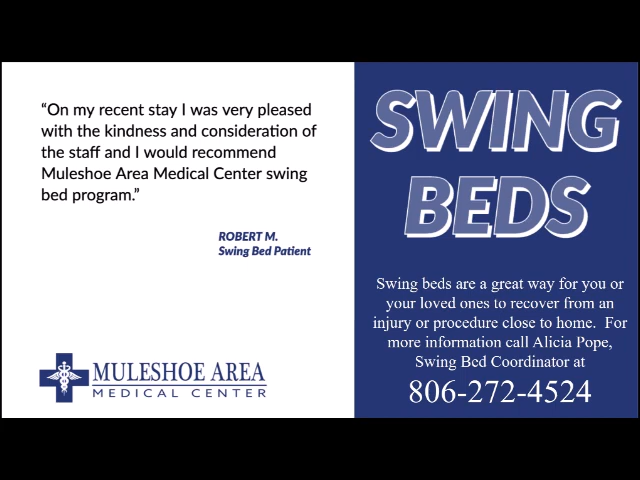 “On my recent stay I was very pleased
with the kindness and consideration of
the staff and I would recommend
Muleshoe Area Medical Center swing
bed program.”
ROBERT M.
Swing Bed Patient
MULESHOE AREA
MEDICAL CENTER
SWING
BEDS
Swing beds are a great way for you or
your loved ones to recover from an
injury or procedure close to home.  For
more information call Alicia Pope,
Swing Bed Coordinator at
806-272-4524